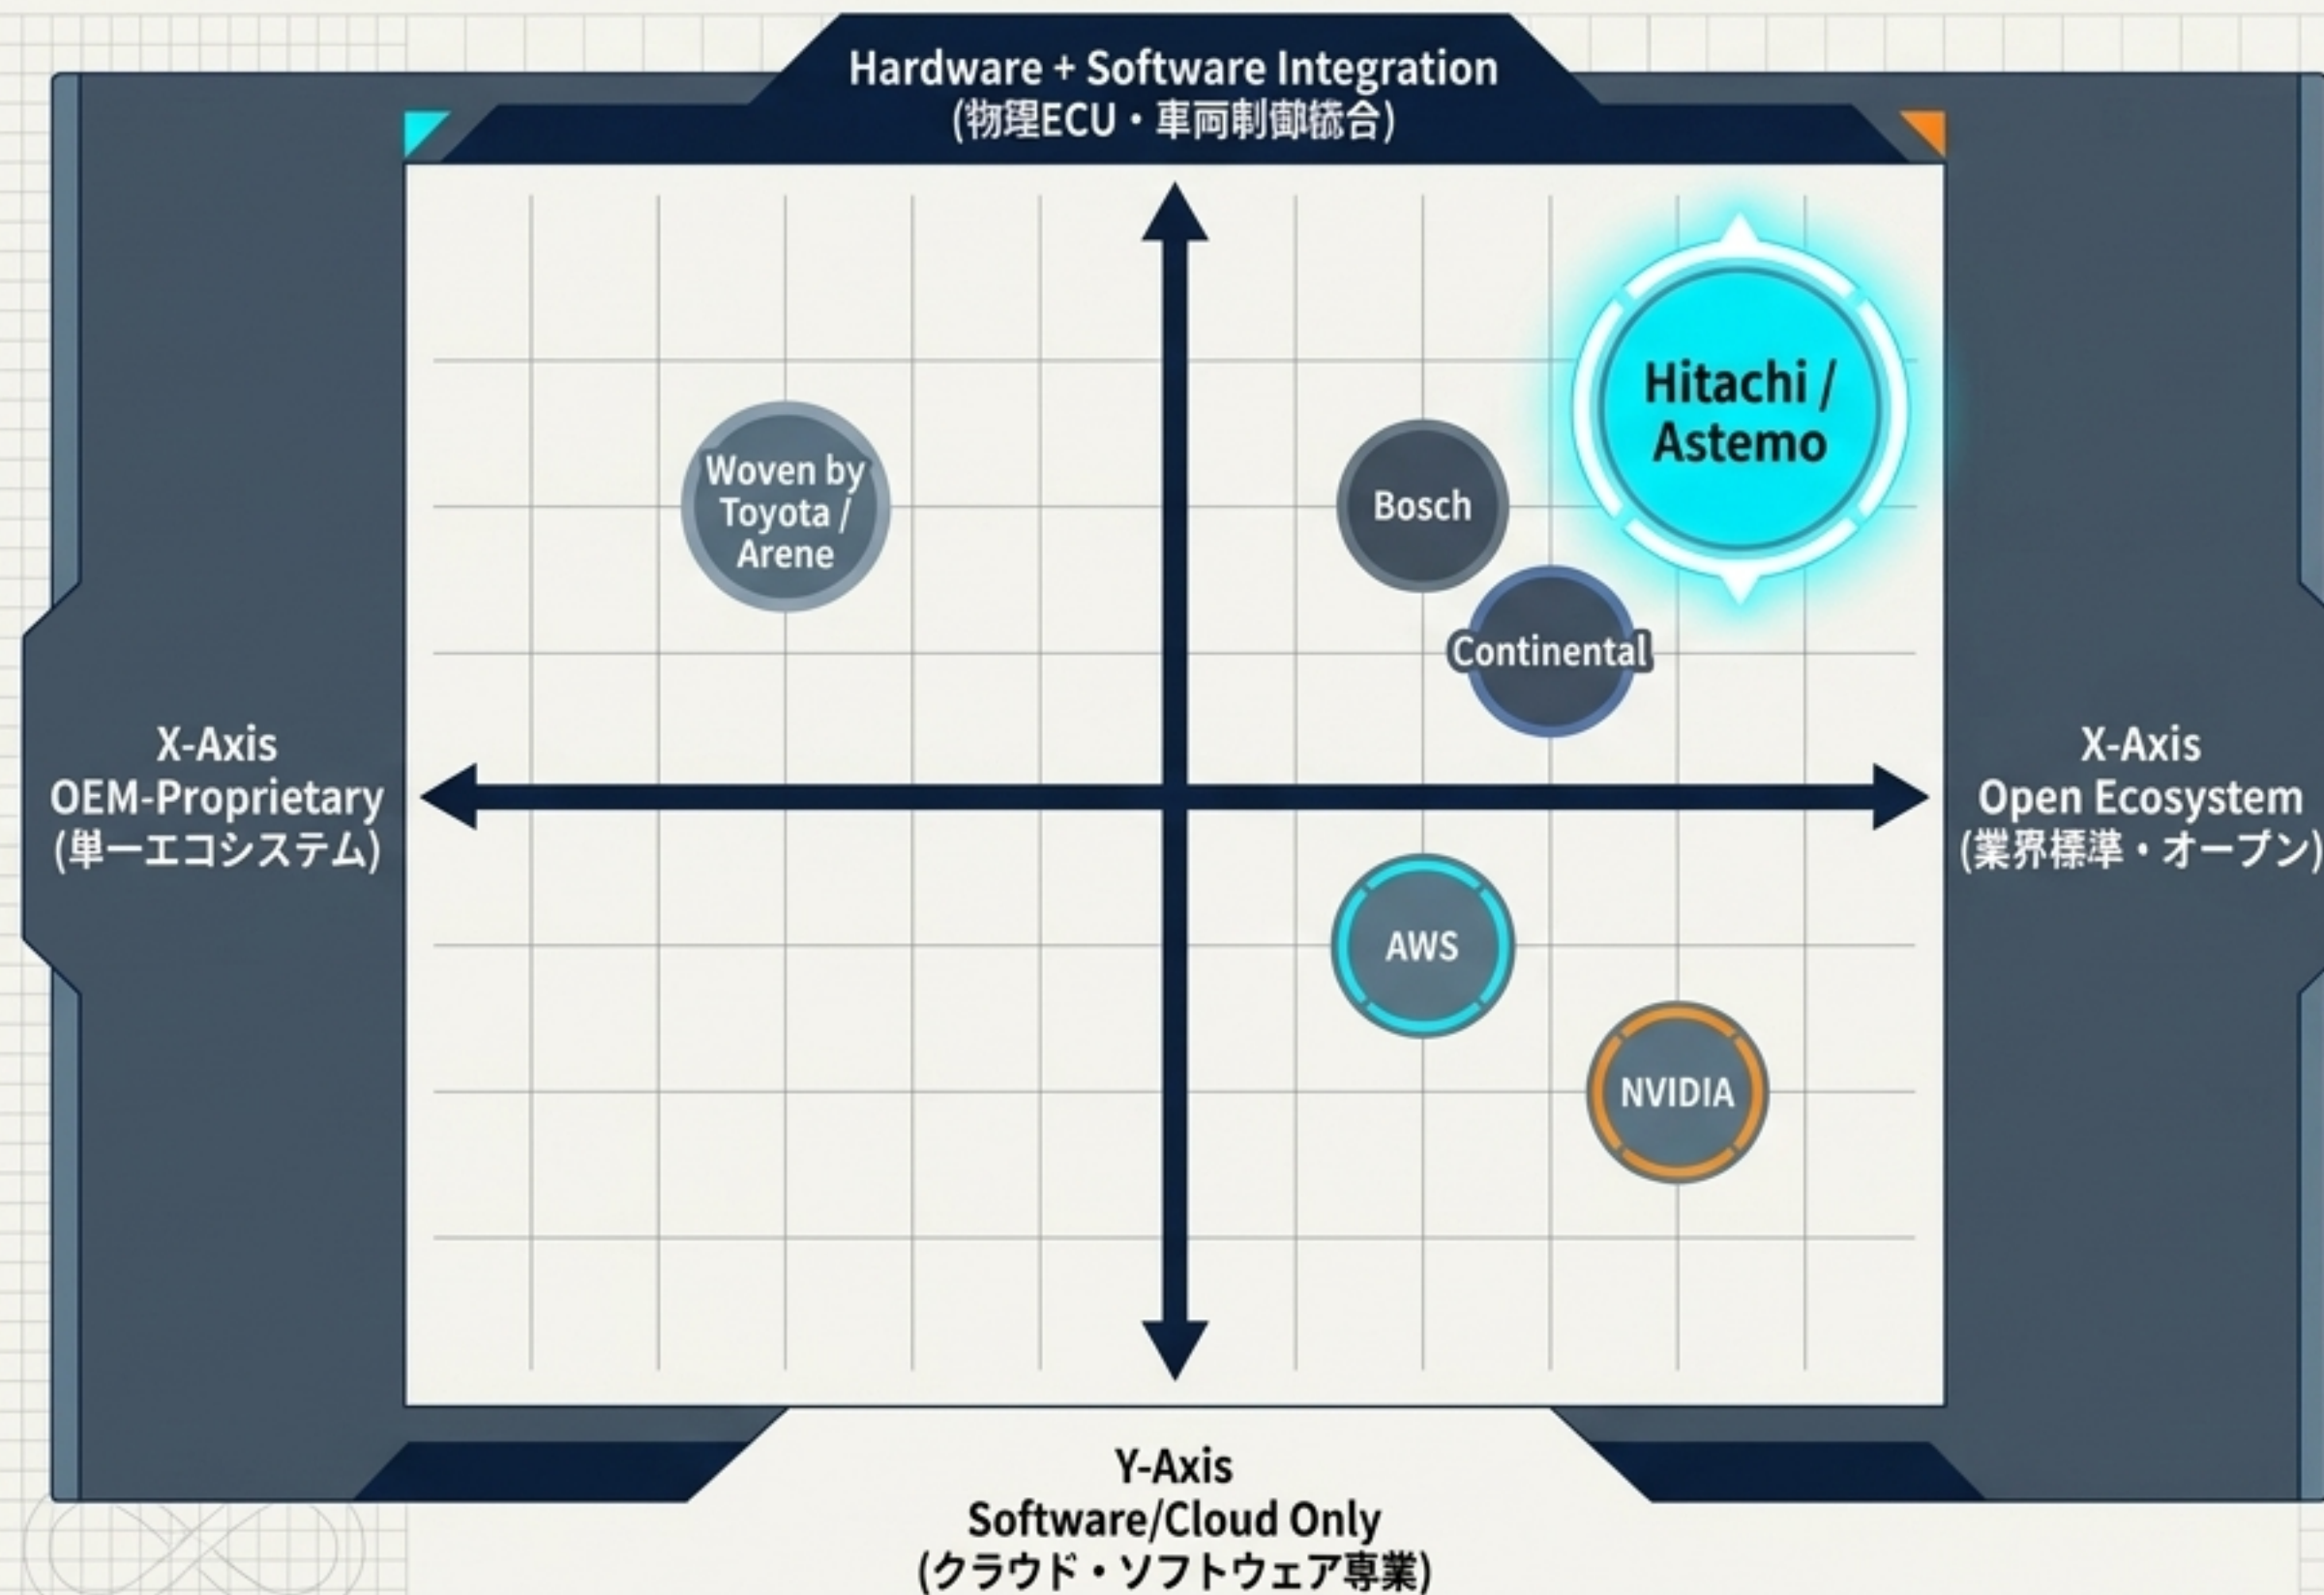 Hardware + Software Integration
(物理ECU・車両制御統合)
Woven by
Toyota /
Arene
Bosch
Hitachi /
Astemo
Continental
X-Axis
OEM-Proprietary
(単一エコシステム)
X-Axis
Open Ecosystem
(業界標準・オープン)
AWS
NVIDIA
Y-Axis
Software/Cloud Only
(クラウド・ソフトウェア専業)